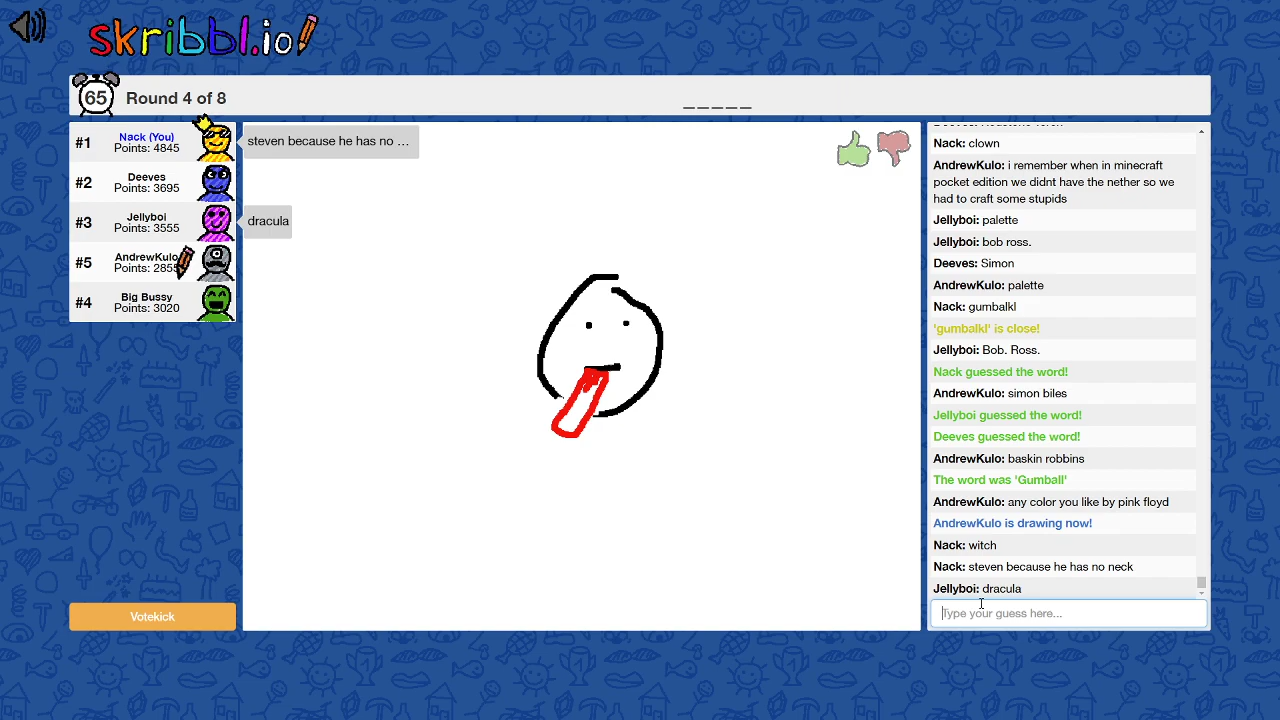 skribbl.io
65
Round 4 of 8
_ _ _ _ _
#1
Nack (You)
Points: 4845
#2
Deeves
Points: 3695
#3
Jellyboi
Points: 3555
#5
AndrewKulo
Points: 2855
#4
Big Bussy
Points: 3020
Votekick
steven because he has no ...
dracula
Nack: clown
AndrewKulo: i remember when in minecraft
pocket edition we didnt have the nether so we
had to craft some stupids
Jellyboi: palette
Jellyboi: bob ross.
Deeves: Simon
AndrewKulo: palette
Nack: gumbalkl
'gumbalkl' is close!
Jellyboi: Bob. Ross.
Nack guessed the word!
AndrewKulo: simon biles
Jellyboi guessed the word!
Deeves guessed the word!
AndrewKulo: baskin robbins
The word was 'Gumball'
AndrewKulo: any color you like by pink floyd
AndrewKulo is drawing now!
Nack: witch
Nack: steven because he has no neck
Jellyboi: dracula
Type your guess here...